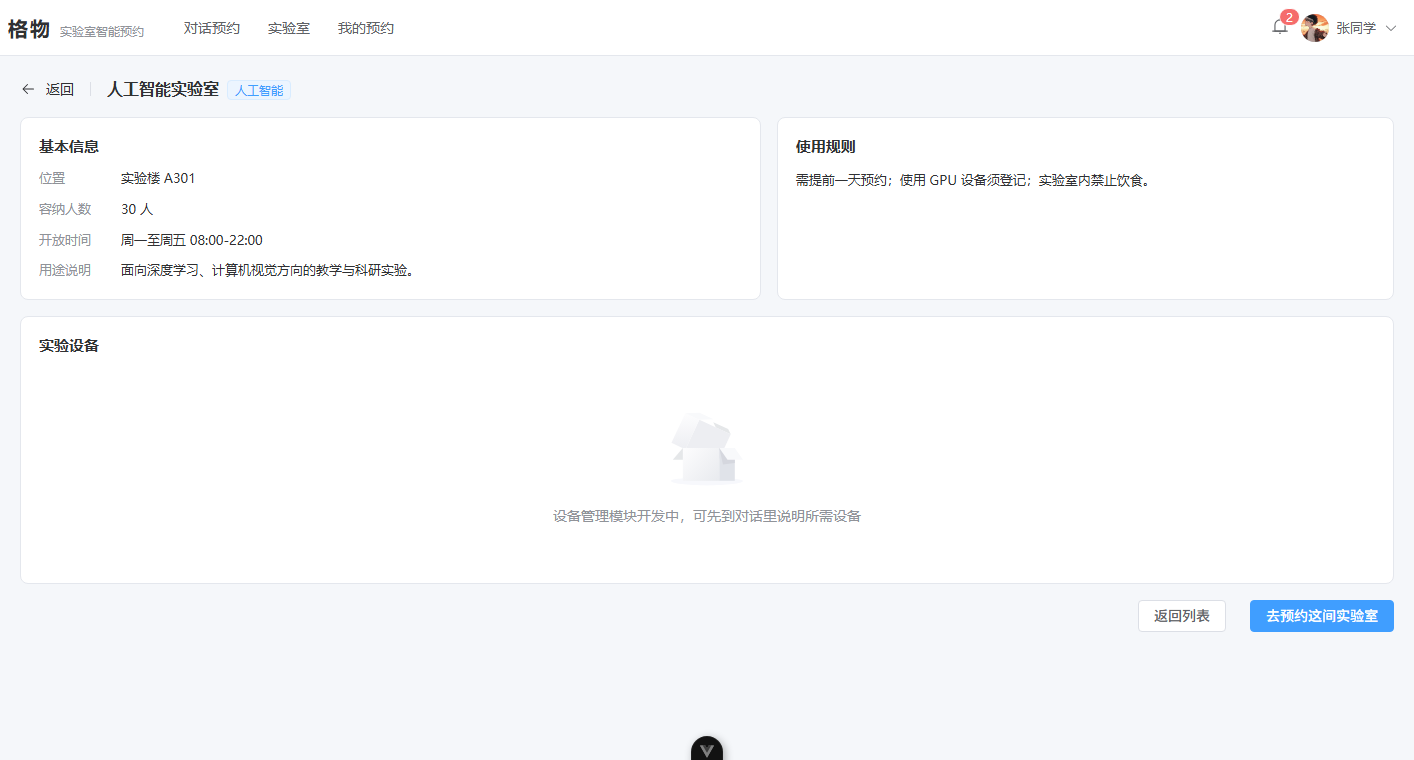 格物 实验室智能预约 对话预约 实验室 我的预约 2 张同学
返回 人工智能实验室 人工智能
基本信息
位置 实验楼 A301
容纳人数 30 人
开放时间 周一至周五 08:00-22:00
用途说明 面向深度学习、计算机视觉方向的教学与科研实验。
使用规则
需提前一天预约；使用 GPU 设备须登记；实验室内禁止饮食。
实验设备
设备管理模块开发中，可先到对话里说明所需设备
返回列表 去预约这间实验室